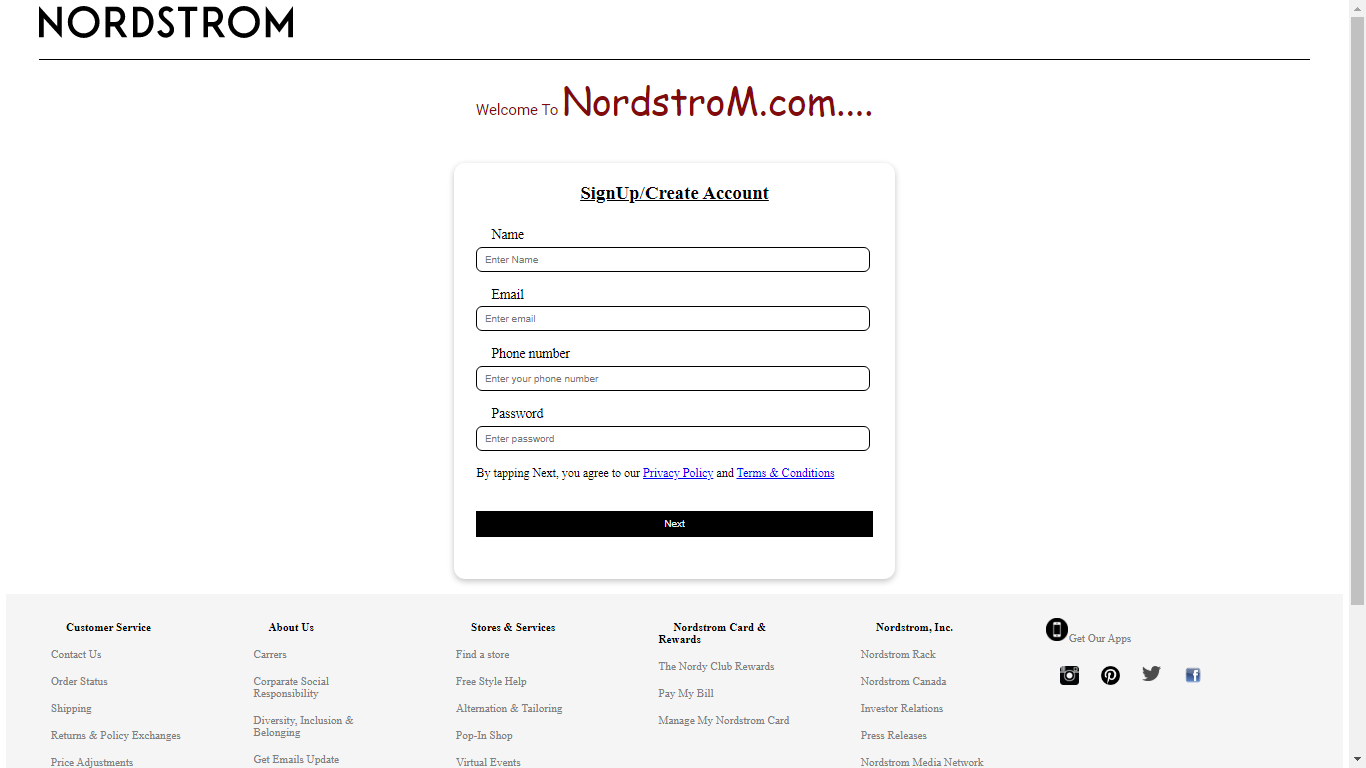 NORDSTROM
Welcome To NordstroM.com....
SignUp/Create Account
Name
Enter Name
Email
Enter email
Phone number
Enter your phone number
Password
Enter password
By tapping Next, you agree to our Privacy Policy and Terms & Conditions
Next
Customer Service
Contact Us
Order Status
Shipping
Returns & Policy Exchanges
Price Adjustments
About Us
Carrers
Corparate Social
Responsibility
Diversity, Inclusion &
Belonging
Get Emails Update
Stores & Services
Find a store
Free Style Help
Alternation & Tailoring
Pop-In Shop
Virtual Events
Nordstrom Card &
Rewards
The Nordy Club Rewards
Pay My Bill
Manage My Nordstrom Card
Nordstrom, Inc.
Nordstrom Rack
Nordstrom Canada
Investor Relations
Press Releases
Nordstrom Media Network
Get Our Apps